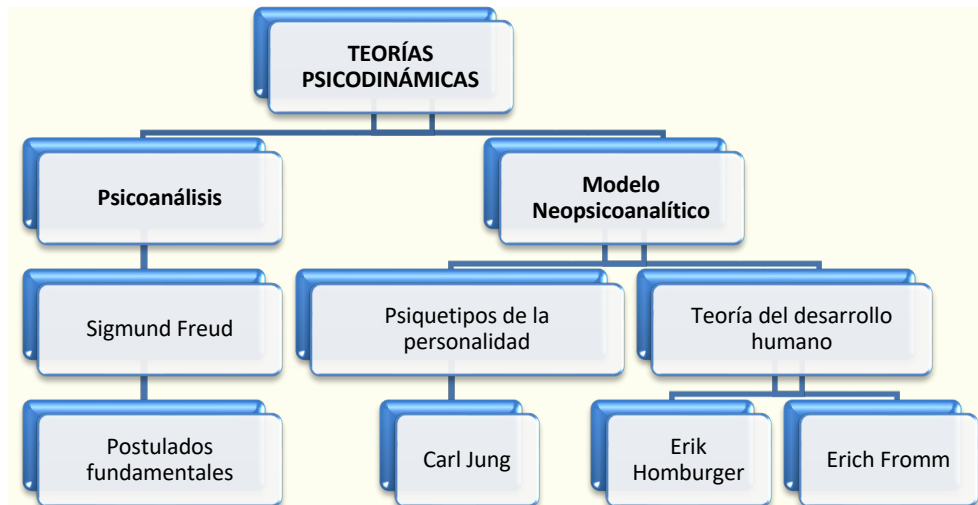 TEORÍAS
PSICODINÁMICAS
Psicoanálisis
Modelo
Neopsicoanalítico
Sigmund Freud
Psiquetipos de la
personalidad
Teoría del desarrollo
humano
Postulados
fundamentales
Carl Jung
Erik
Homburger
Erich Fromm